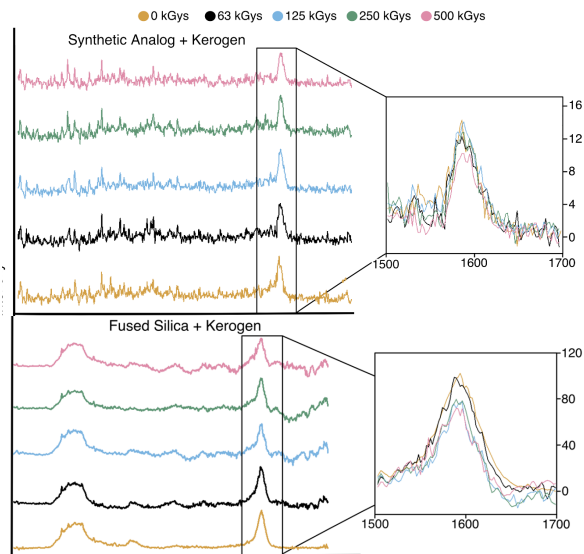 0 kGys 63 kGys 125 kGys 250 kGys 500 kGys
Synthetic Analog + Kerogen
16
12
8
4
0
1500 1600 1700
Fused Silica + Kerogen
120
80
40
0
1500 1600 1700